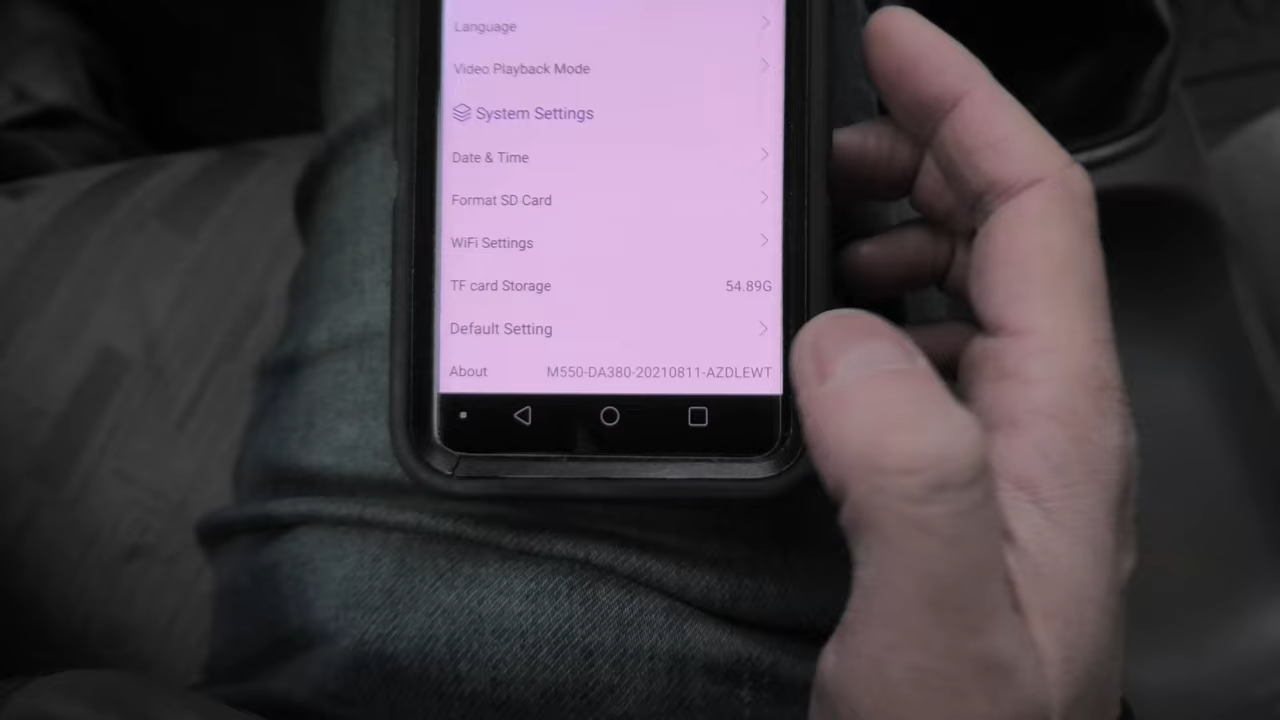 Language
Video Playback Mode
System Settings
Date & Time
Format SD Card
WiFi Settings
TF card Storage 54.89G
Default Setting
About M550-DA380-20210811-AZDLEWT